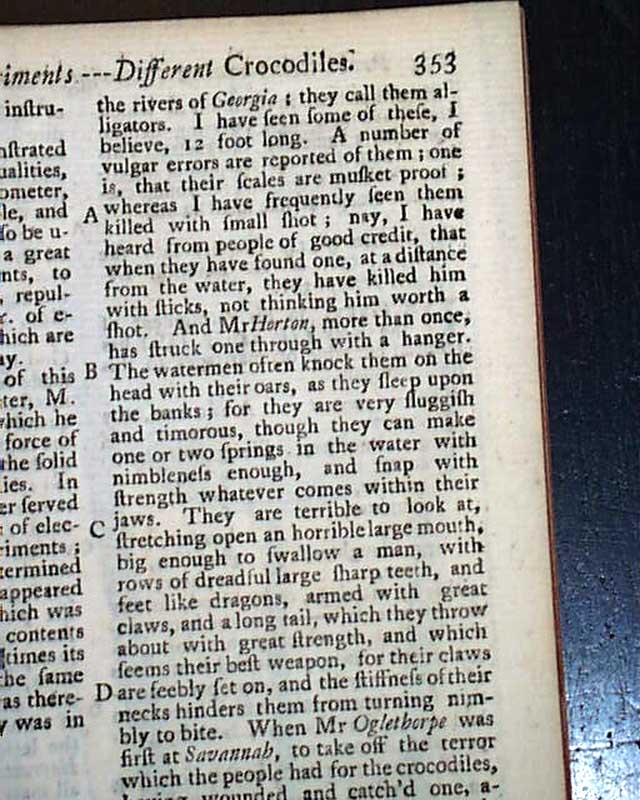 riments ---Different Crocodiles. 353
inſtru-
nſtrated
ualities,
ometer,
le, and
ſo be u-
a great
nts, to
, repul-
r. of e-
hich are
ay.
of this
ter, M.
which he
force of
the ſolid
ies. In
er ſerved
of elec-
riments ;
termined
appeared
hich was
contents
times its
he ſame
as there-
y was in
the rivers of Georgia ; they call them al-
ligators. I have ſeen ſome of theſe, I
believe, 12 foot long. A number of
vulgar errors are reported of them ; one
is, that their ſcales are muſket proof ;
A whereas I have frequently ſeen them
killed with ſmall ſhot ; nay, I have
heard from people of good credit, that
when they have found one, at a diſtance
from the water, they have killed him
with ſticks, not thinking him worth a
ſhot. And Mr Horton, more than once,
has ſtruck one through with a hanger.
B The watermen often knock them on the
head with their oars, as they ſleep upon
the banks ; for they are very ſluggiſh
and timorous, though they can make
one or two ſprings in the water with
nimbleneſs enough, and ſnap with
ſtrength whatever comes within their
jaws. They are terrible to look at,
C ſtretching open an horrible large mouth,
big enough to ſwallow a man, with
rows of dreadful large ſharp teeth, and
feet like dragons, armed with great
claws, and a long tail, which they throw
about with great ſtrength, and which
ſeems their beſt weapon, for their claws
D are feebly ſet on, and the ſtiffneſs of their
necks hinders them from turning nim-
bly to bite. When Mr Oglethorpe was
firſt at Savannah, to take off the terror
which the people had for the crocodiles,
having wounded and catch'd one, a-